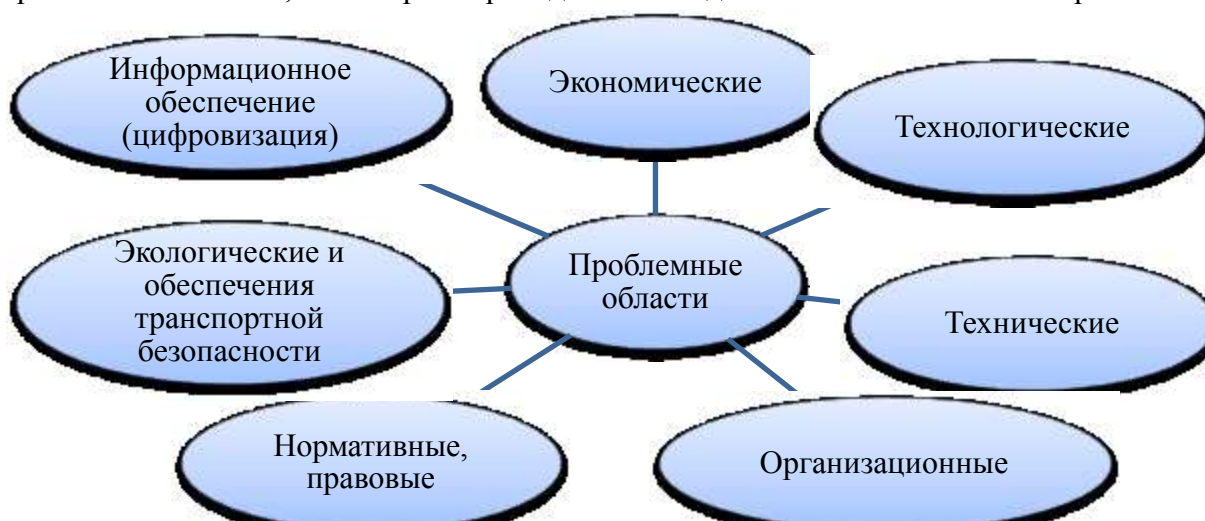 Информационное
обеспечение
(цифровизация)
Экономические
Технологические
Экологические и
обеспечения
транспортной
безопасности
Проблемные
области
Технические
Нормативные,
правовые
Организационные